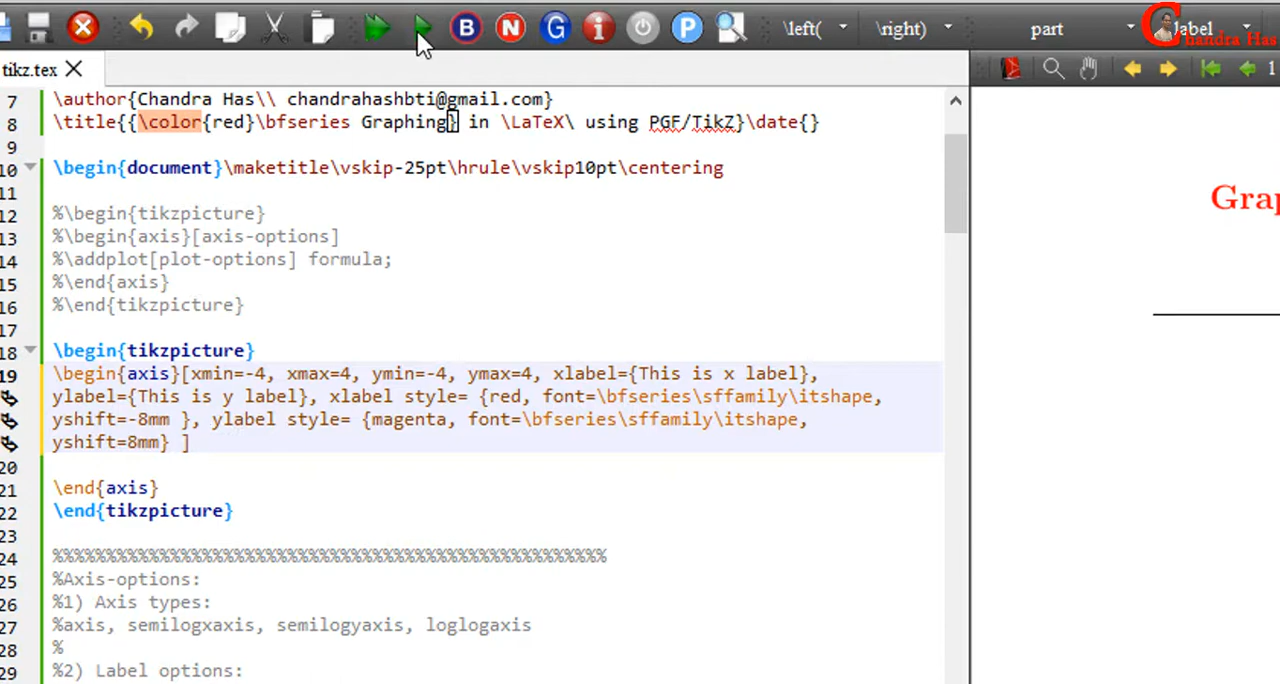 B N G i P \left( \right) part label
Chandra Has
tikz.tex
1
7 \author{Chandra Has\\ chandrahashbti@gmail.com}
8 \title{{\color{red}\bfseries Graphing} in \LaTeX\ using PGF/TikZ}\date{}
9
10 \begin{document}\maketitle\vskip-25pt\hrule\vskip10pt\centering
11
12 %\begin{tikzpicture}
13 %\begin{axis}[axis-options]
14 %\addplot[plot-options] formula;
15 %\end{axis}
16 %\end{tikzpicture}
17
18 \begin{tikzpicture}
19 \begin{axis}[xmin=-4, xmax=4, ymin=-4, ymax=4, xlabel={This is x label},
ylabel={This is y label}, xlabel style= {red, font=\bfseries\sffamily\itshape,
yshift=-8mm }, ylabel style= {magenta, font=\bfseries\sffamily\itshape,
yshift=8mm} ]
20
21 \end{axis}
22 \end{tikzpicture}
23
24 %%%%%%%%%%%%%%%%%%%%%%%%%%%%%%%%%%%%%%%%%%%%%%%%%%%%
25 %Axis-options:
26 %1) Axis types:
27 %axis, semilogxaxis, semilogyaxis, loglogaxis
28 %
29 %2) Label options:
Grap